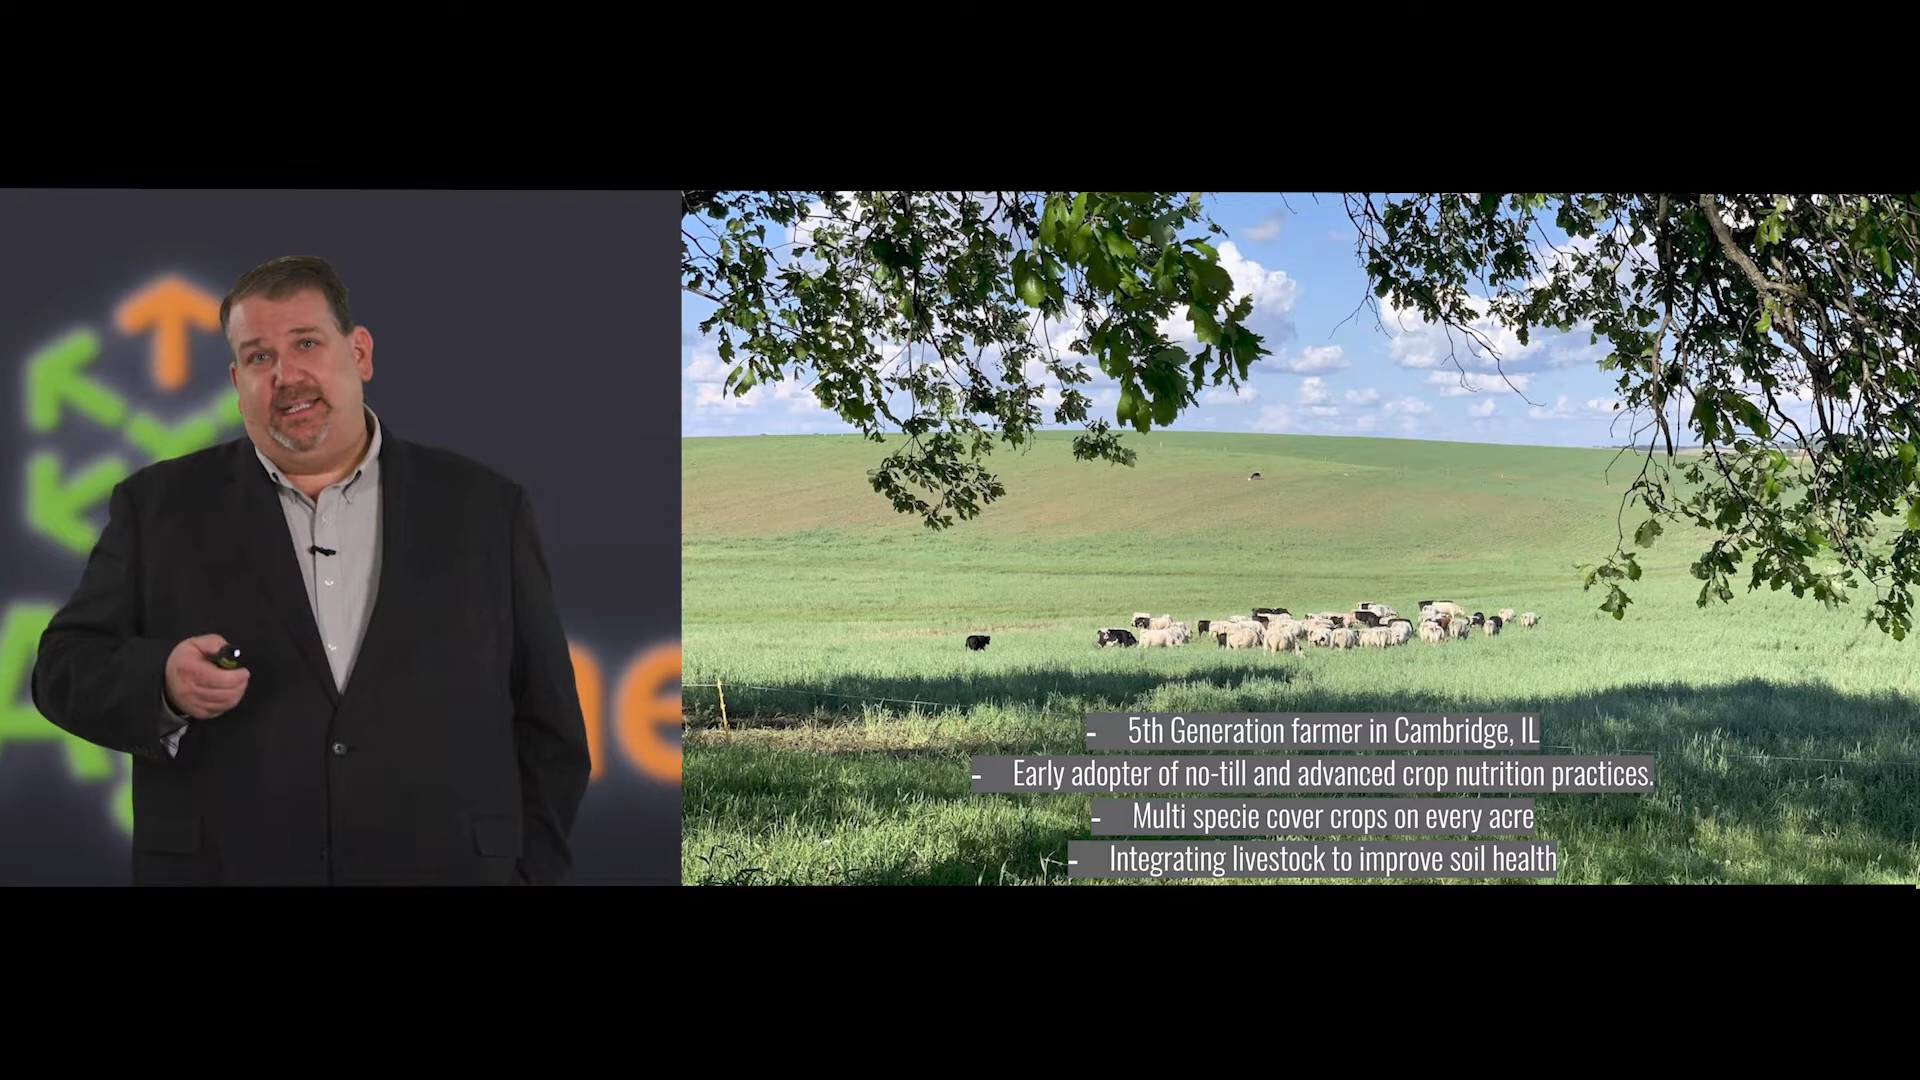 - 5th Generation farmer in Cambridge, IL
- Early adopter of no-till and advanced crop nutrition practices.
- Multi specie cover crops on every acre
- Integrating livestock to improve soil health